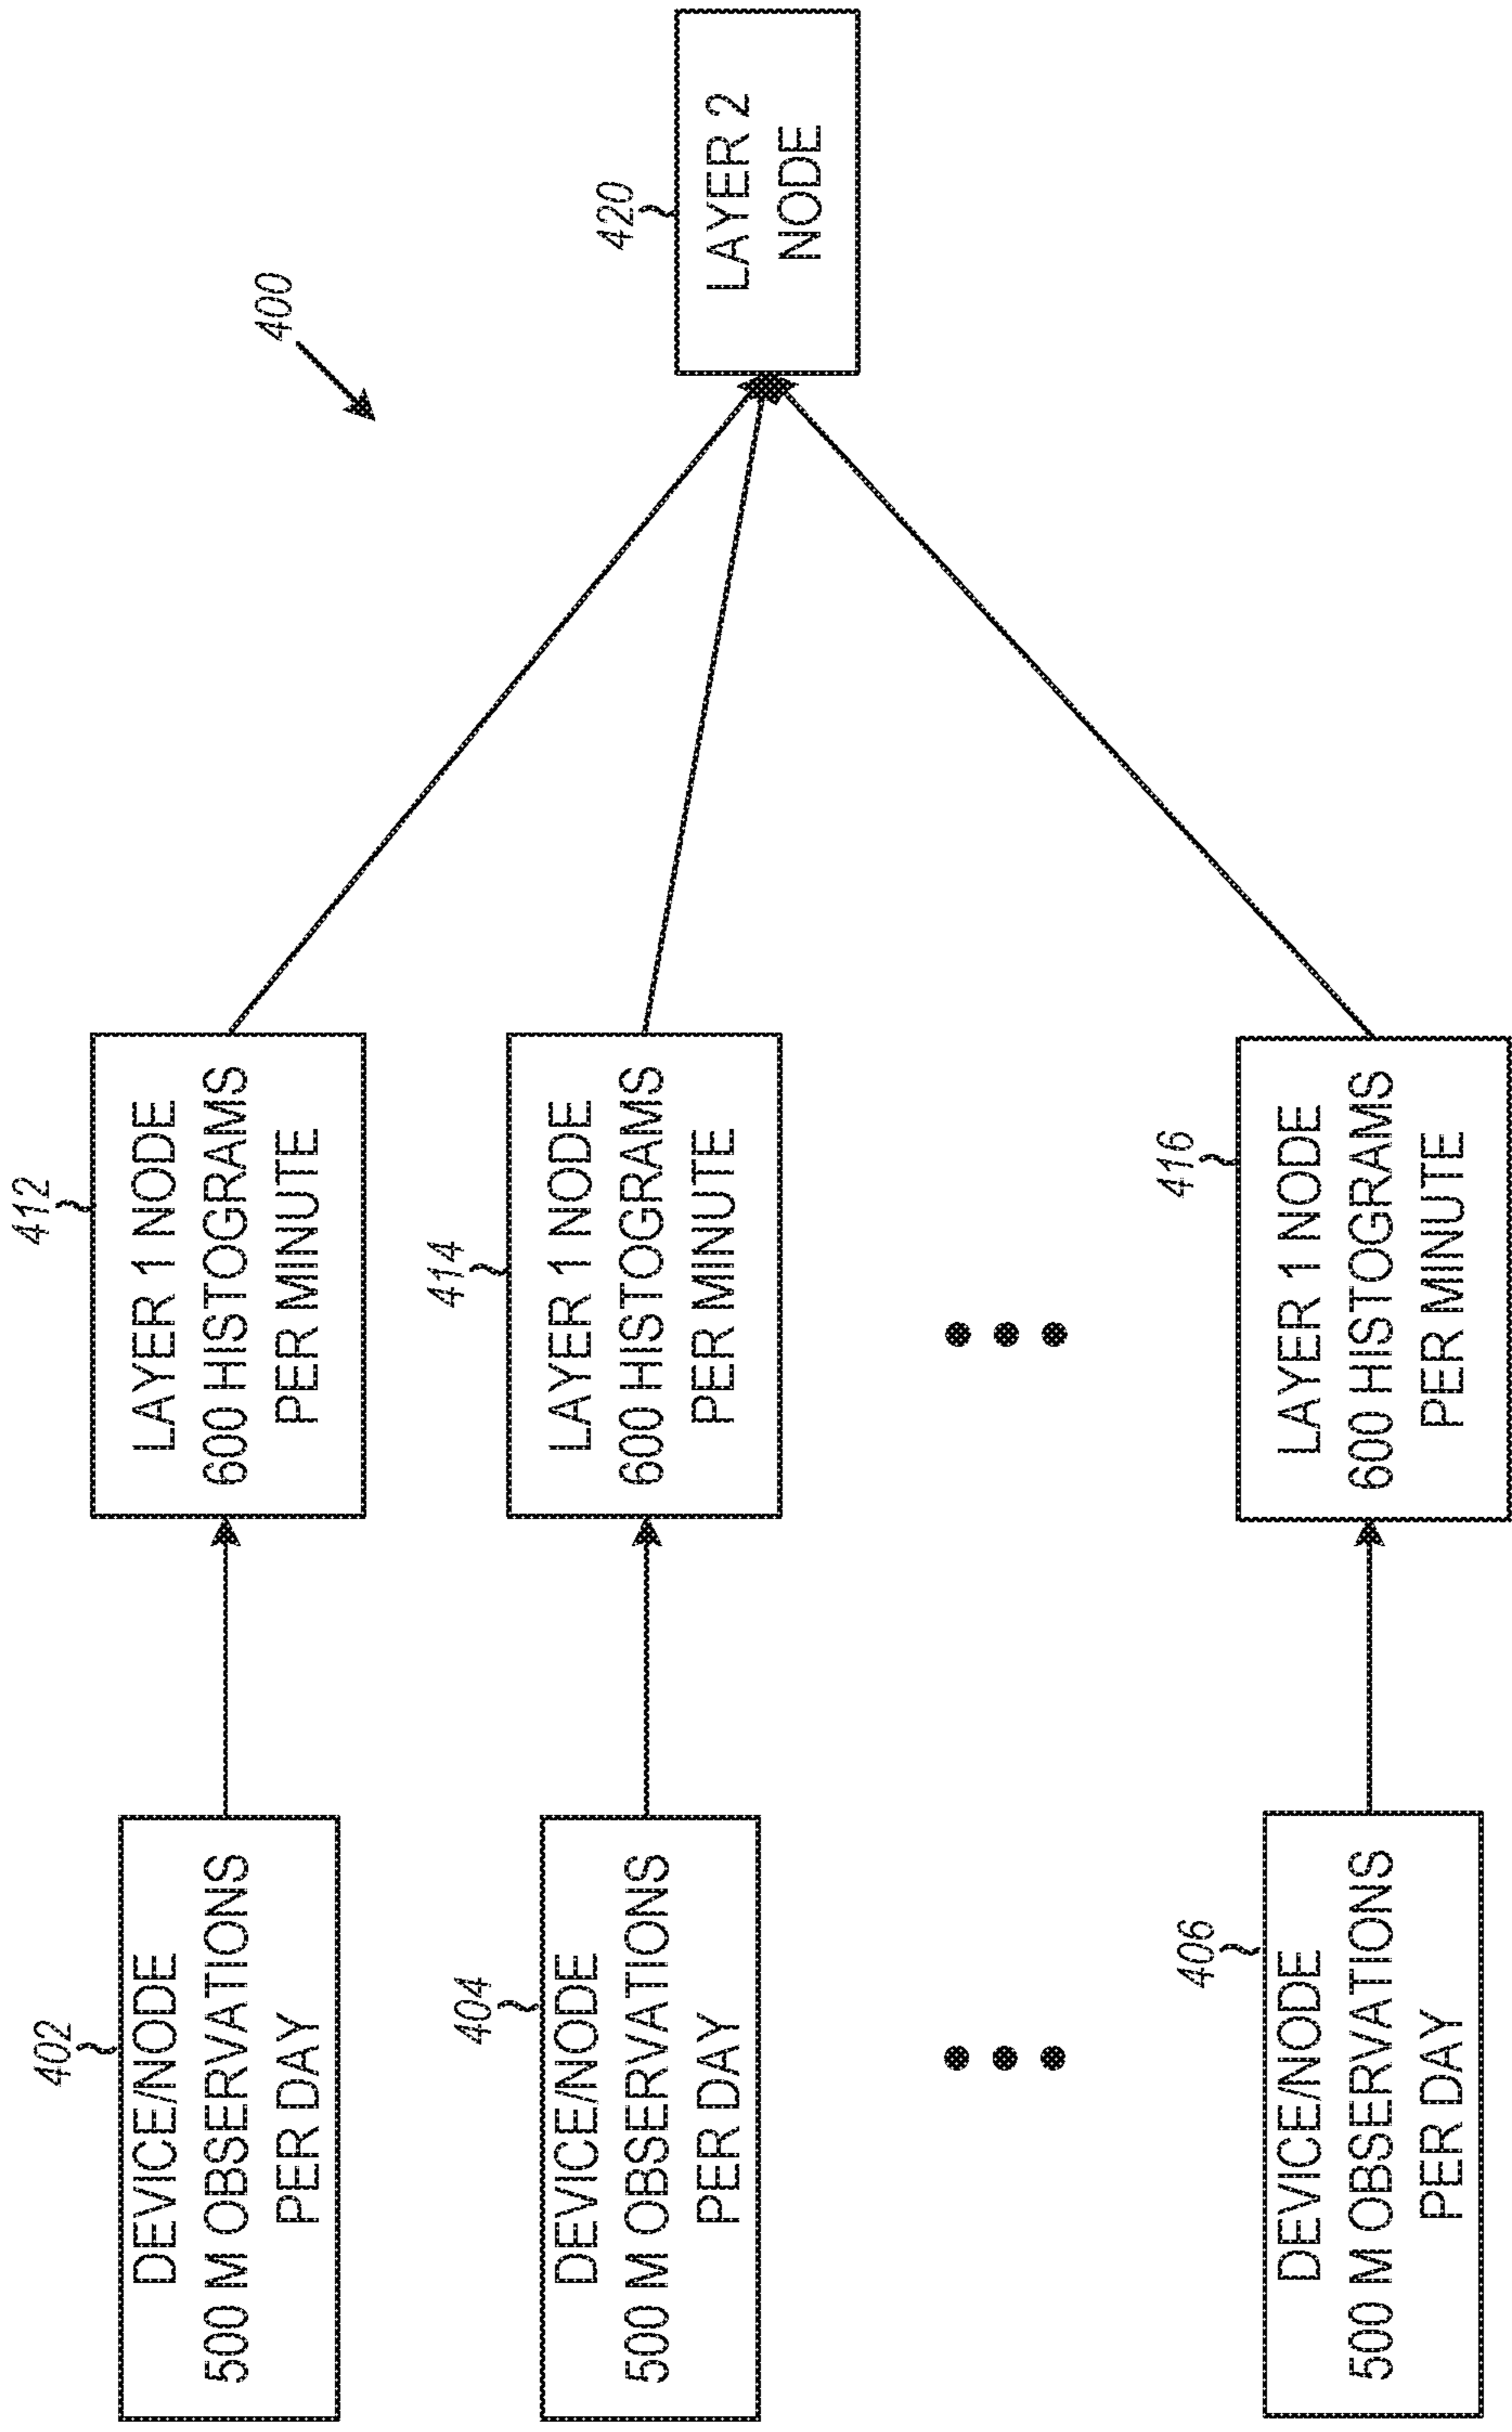 400
402
DEVICE/NODE
500 M OBSERVATIONS
PER DAY
412
LAYER 1 NODE
600 HISTOGRAMS
PER MINUTE
404
DEVICE/NODE
500 M OBSERVATIONS
PER DAY
414
LAYER 1 NODE
600 HISTOGRAMS
PER MINUTE
420
LAYER 2
NODE
406
DEVICE/NODE
500 M OBSERVATIONS
PER DAY
416
LAYER 1 NODE
600 HISTOGRAMS
PER MINUTE